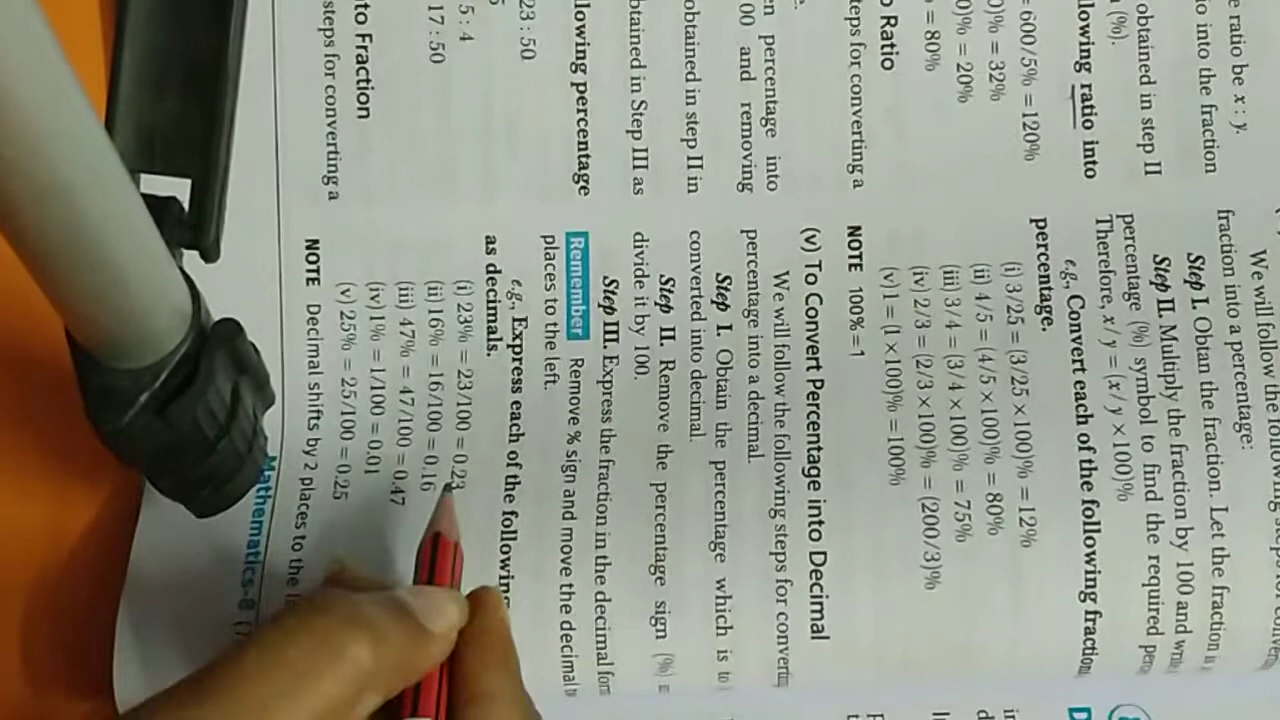 e ratio be x : y.
io into the fraction
obtained in step II
(%).
llowing ratio into
= 600/5% = 120%
0)% = 32%
0)% = 20%
= 80%
o Ratio
teps for converting a
en percentage into
00 and removing
obtained in step II in
btained in Step III as
llowing percentage
23 : 50
5 : 4
17 : 50
to Fraction
steps for converting a
We will follow the following
fraction into a percentage:
Step I. Obtian the fraction. Let the fraction is
Step II. Multiply the fraction by 100 and write
percentage (%) symbol to find the required
Therefore, x / y = (x / y × 100)%
e.g., Convert each of the following fraction
percentage.
(i) 3/25 = (3/25 × 100)% = 12%
(ii) 4/5 = (4/5 × 100)% = 80%
(iii) 3/4 = (3/4 × 100)% = 75%
(iv) 2/3 = (2/3 × 100)% = (200/3)%
(v) 1 = (1 × 100)% = 100%
NOTE 100% = 1
(v) To Convert Percentage into Decimal
We will follow the following steps for converting
percentage into a decimal.
Step I. Obtain the percentage which is to
converted into decimal.
Step II. Remove the percentage sign (%)
divide it by 100.
Step III. Express the fraction in the decimal form
Remember Remove % sign and move the decimal
places to the left.
e.g., Express each of the following
as decimals.
(i) 23% = 23/100 = 0.23
(ii) 16% = 16/100 = 0.16
(iii) 47% = 47/100 = 0.47
(iv) 1% = 1/100 = 0.01
(v) 25% = 25/100 = 0.25
NOTE Decimal shifts by 2 places to the
Mathematics-8